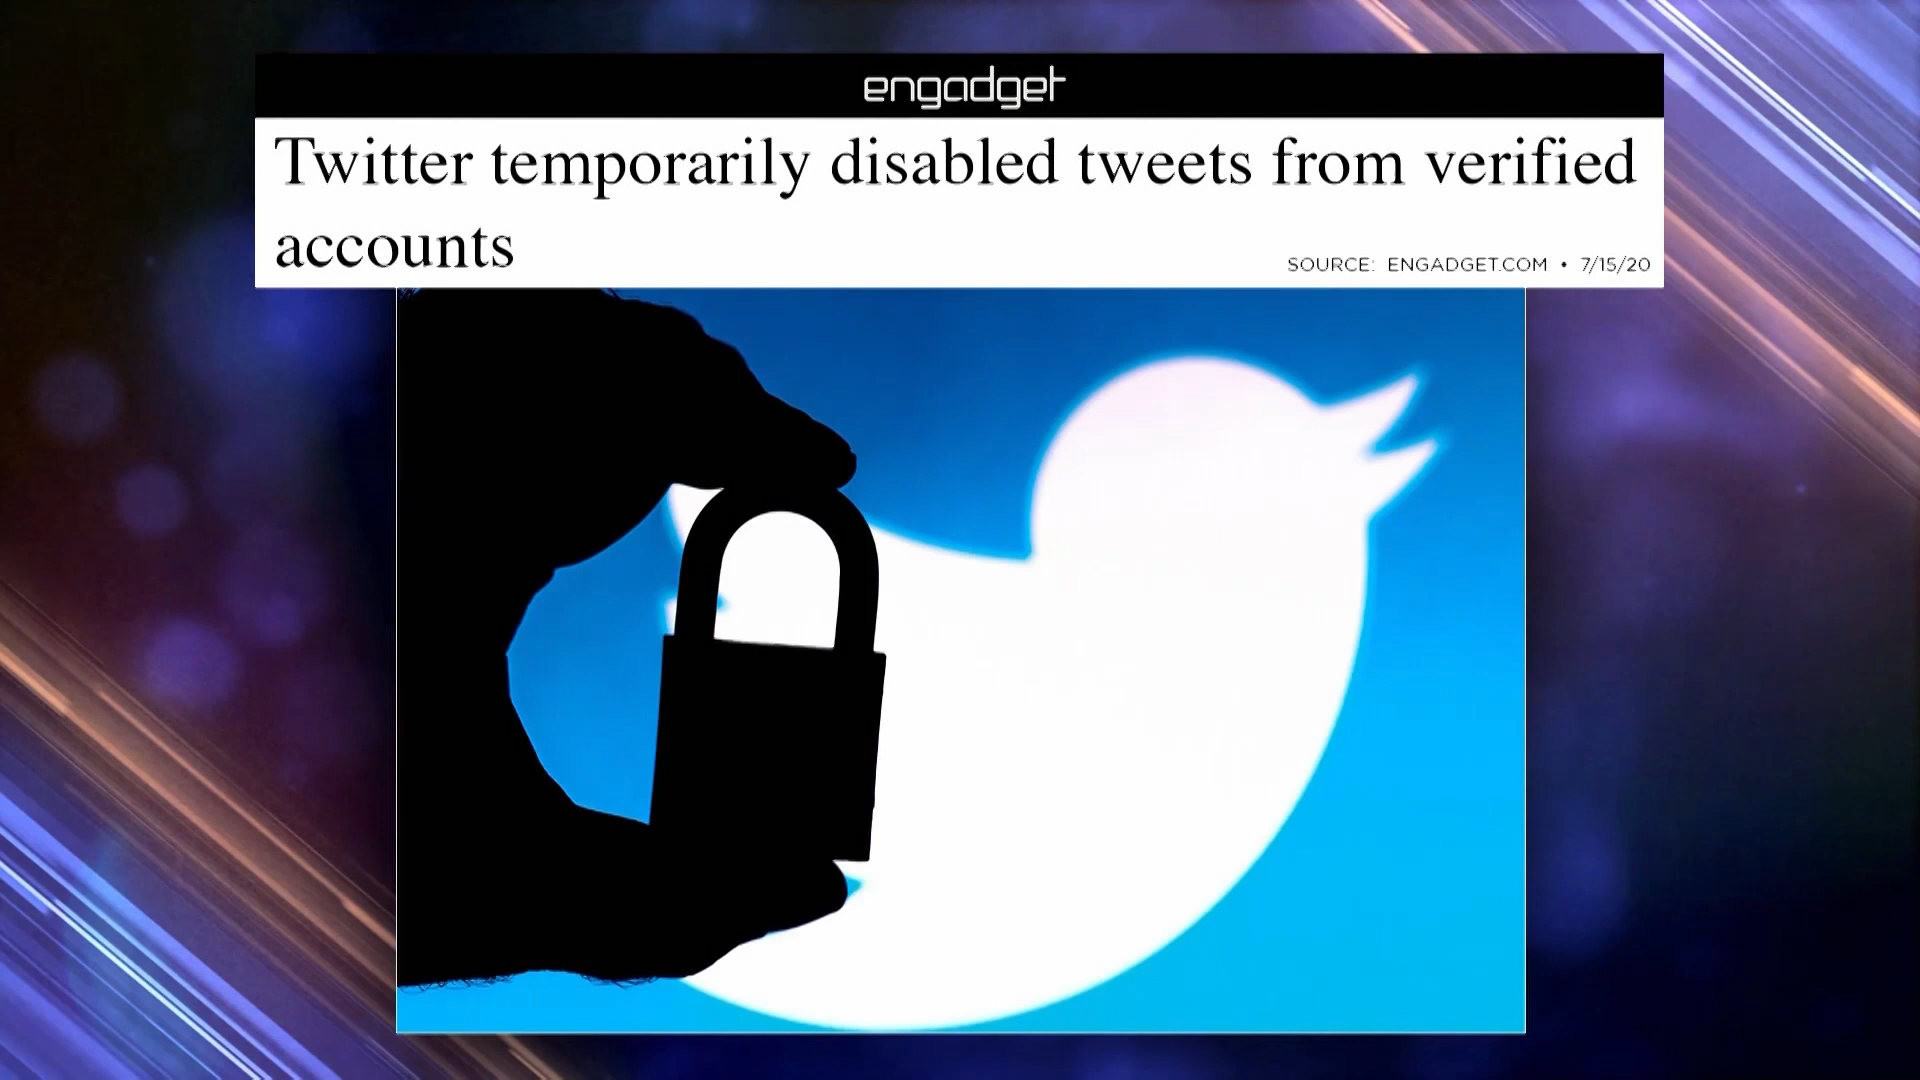 engadget
Twitter temporarily disabled tweets from verified
accounts
SOURCE: ENGADGET.COM • 7/15/20